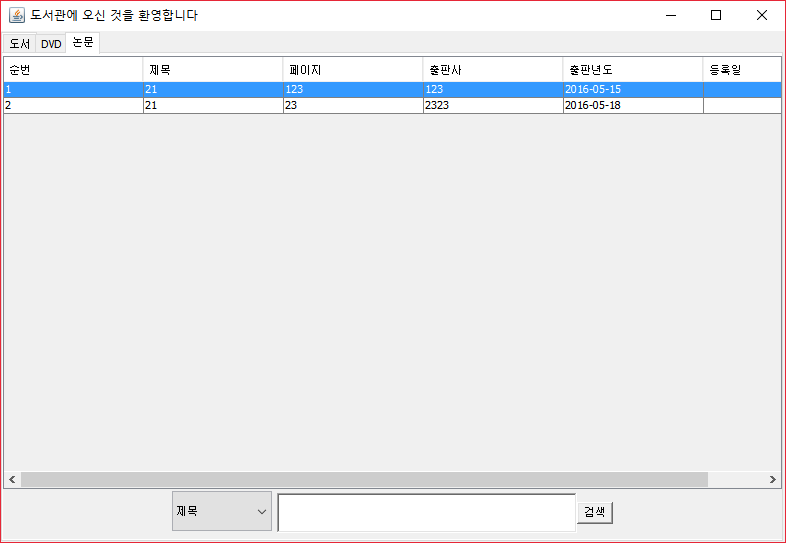 도서관에 오신 것을 환영합니다
도서 DVD 논문
순번 제목 페이지 출판사 출판년도 등록일
1 21 123 123 2016-05-15
2 21 23 2323 2016-05-18
제목 검색